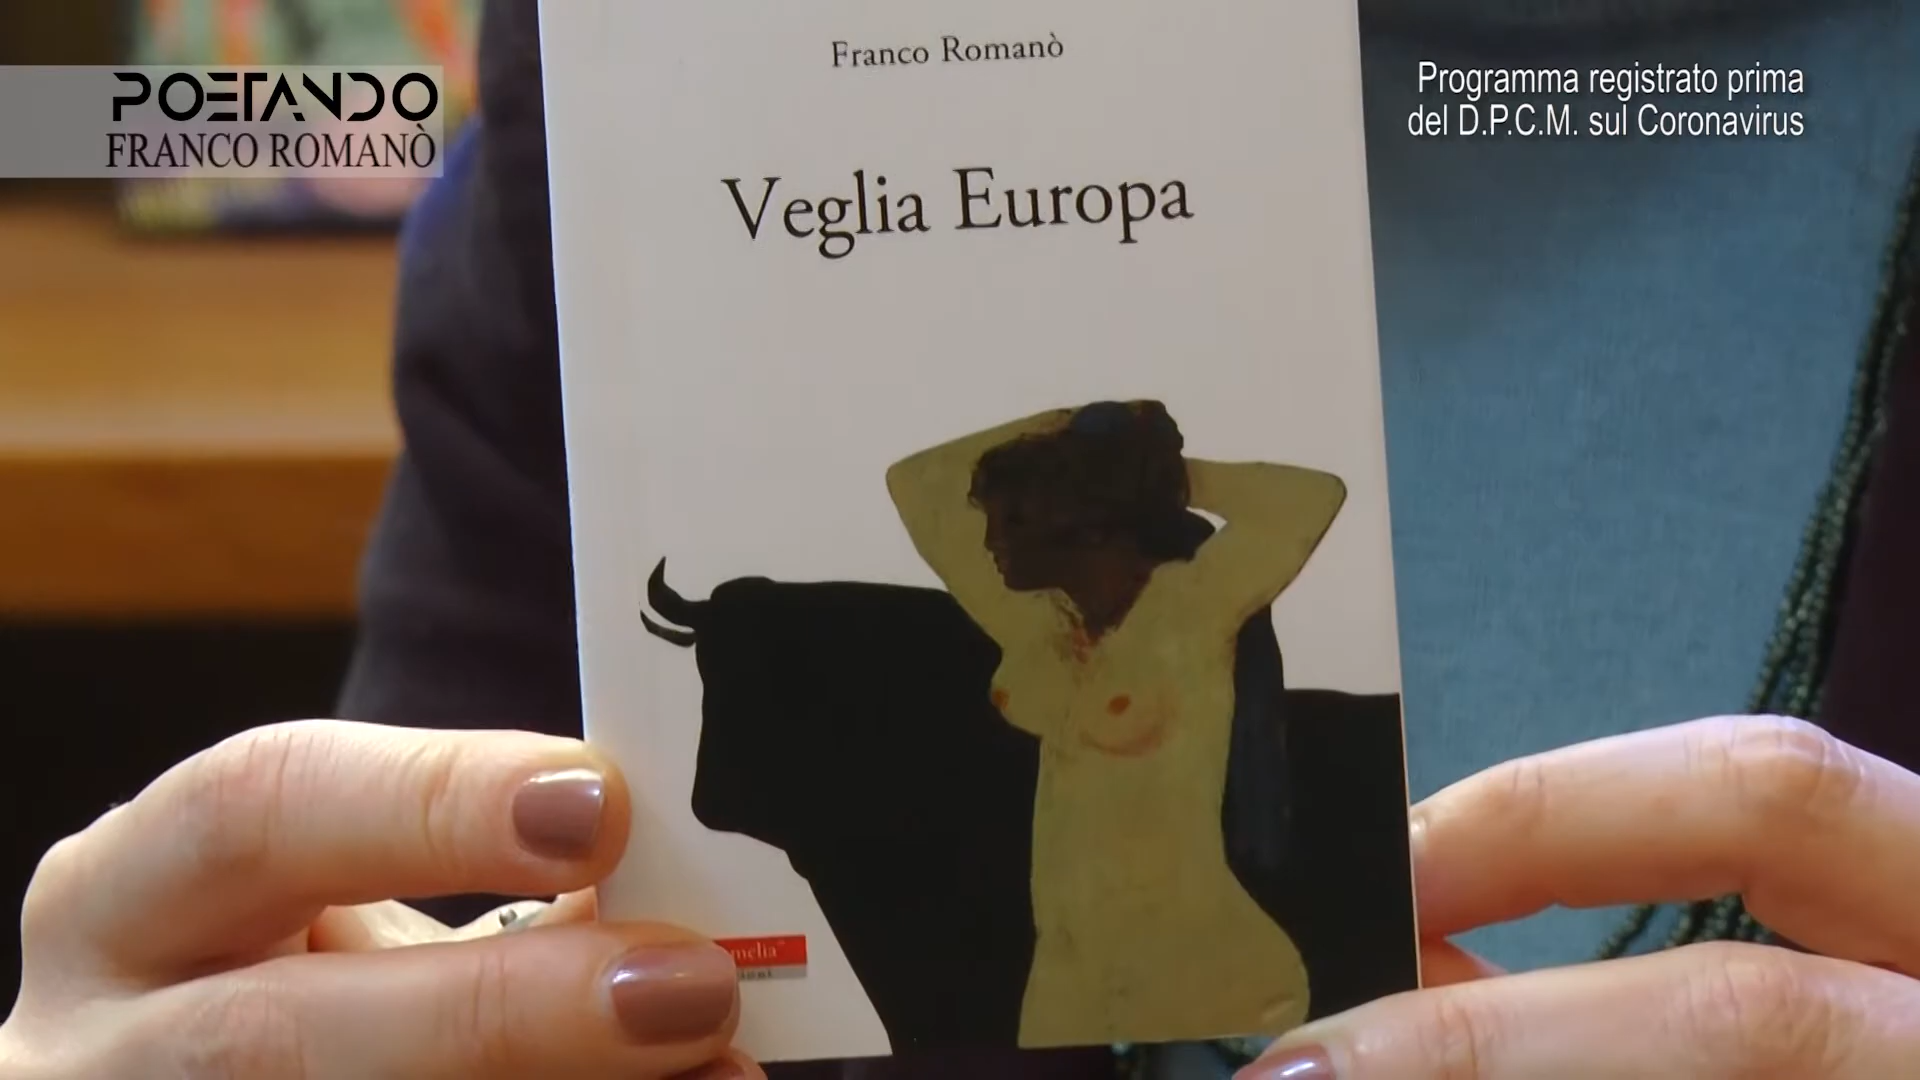 POETANDO
FRANCO ROMANÒ
Programma registrato prima
del D.P.C.M. sul Coronavirus
Franco Romanò
Veglia Europa